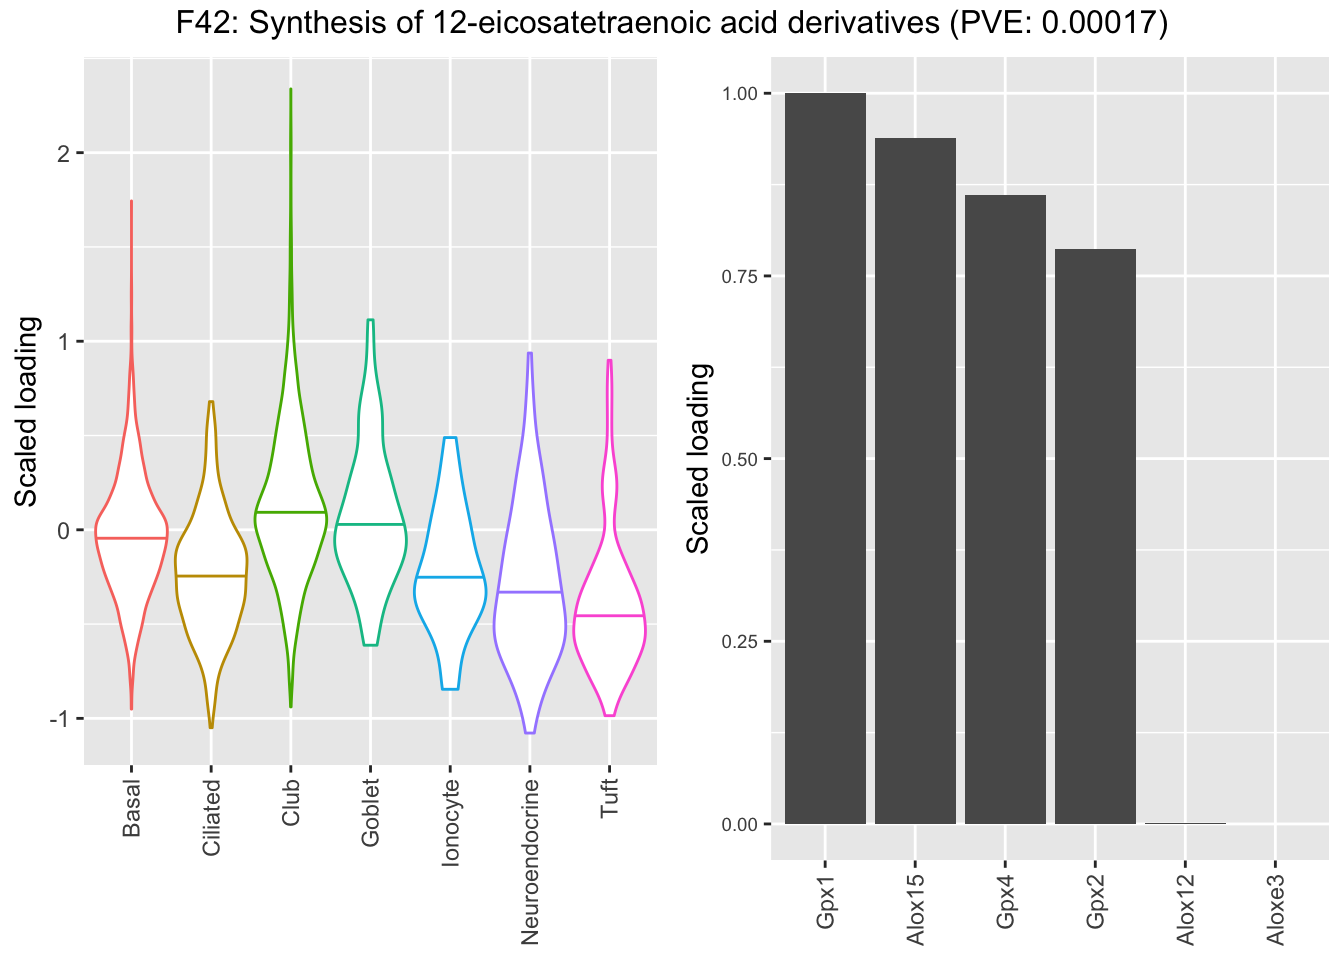 F42: Synthesis of 12-eicosatetraenoic acid derivatives (PVE: 0.00017)
Scaled loading
2
1
0
-1
Basal
Ciliated
Club
Goblet
Ionocyte
Neuroendocrine
Tuft
Scaled loading
1.00
0.75
0.50
0.25
0.00
Gpx1
Alox15
Gpx4
Gpx2
Alox12
Aloxe3